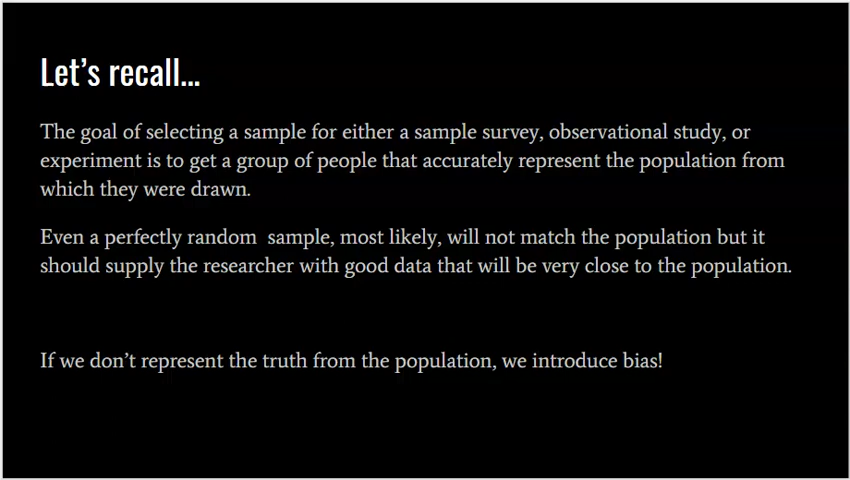 Let’s recall...
The goal of selecting a sample for either a sample survey, observational study, or
experiment is to get a group of people that accurately represent the population from
which they were drawn.
Even a perfectly random  sample, most likely, will not match the population but it
should supply the researcher with good data that will be very close to the population.
If we don’t represent the truth from the population, we introduce bias!